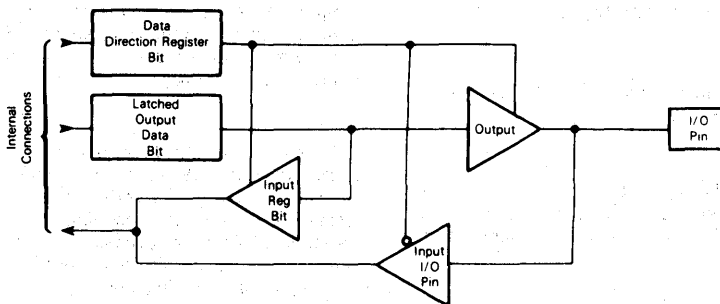 Data
Direction Register
Bit
Latched
Output
Data
Bit
Internal
Connections
Output
I/O
Pin
Input
Reg
Bit
Input
I/O
Pin